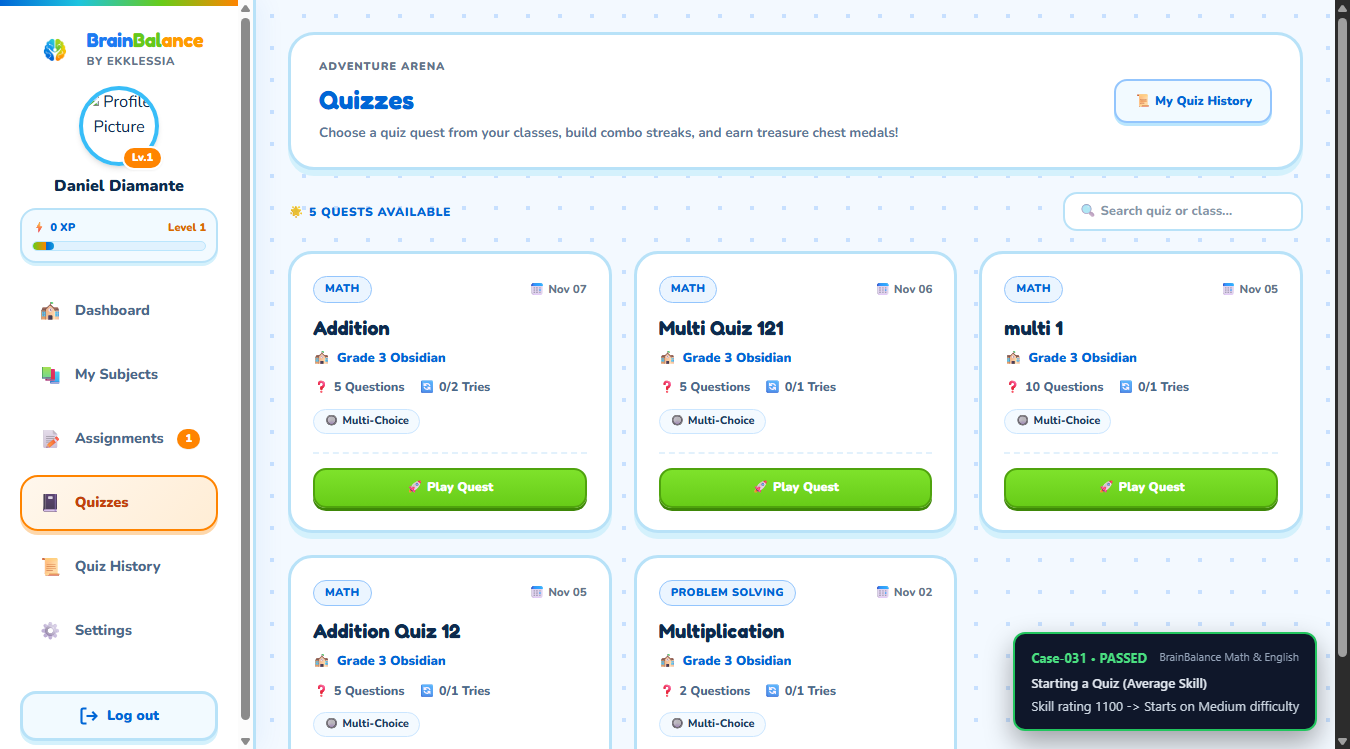 BrainBalance
BY EKKLESSIA
Profile
Picture
Lv.1
Daniel Diamante
0 XP
Level 1
Dashboard
My Subjects
Assignments
1
Quizzes
Quiz History
Settings
Log out
ADVENTURE ARENA
Quizzes
Choose a quiz quest from your classes, build combo streaks, and earn treasure chest medals!
My Quiz History
5 QUESTS AVAILABLE
Search quiz or class...
MATH
Nov 07
Addition
Grade 3 Obsidian
5 Questions
0/2 Tries
Multi-Choice
Play Quest
MATH
Nov 06
Multi Quiz 121
Grade 3 Obsidian
5 Questions
0/1 Tries
Multi-Choice
Play Quest
MATH
Nov 05
multi 1
Grade 3 Obsidian
10 Questions
0/1 Tries
Multi-Choice
Play Quest
MATH
Nov 05
Addition Quiz 12
Grade 3 Obsidian
5 Questions
0/1 Tries
Multi-Choice
PROBLEM SOLVING
Nov 02
Multiplication
Grade 3 Obsidian
2 Questions
0/1 Tries
Multi-Choice
Case-031 • PASSED
BrainBalance Math & English
Starting a Quiz (Average Skill)
Skill rating 1100 -> Starts on Medium difficulty